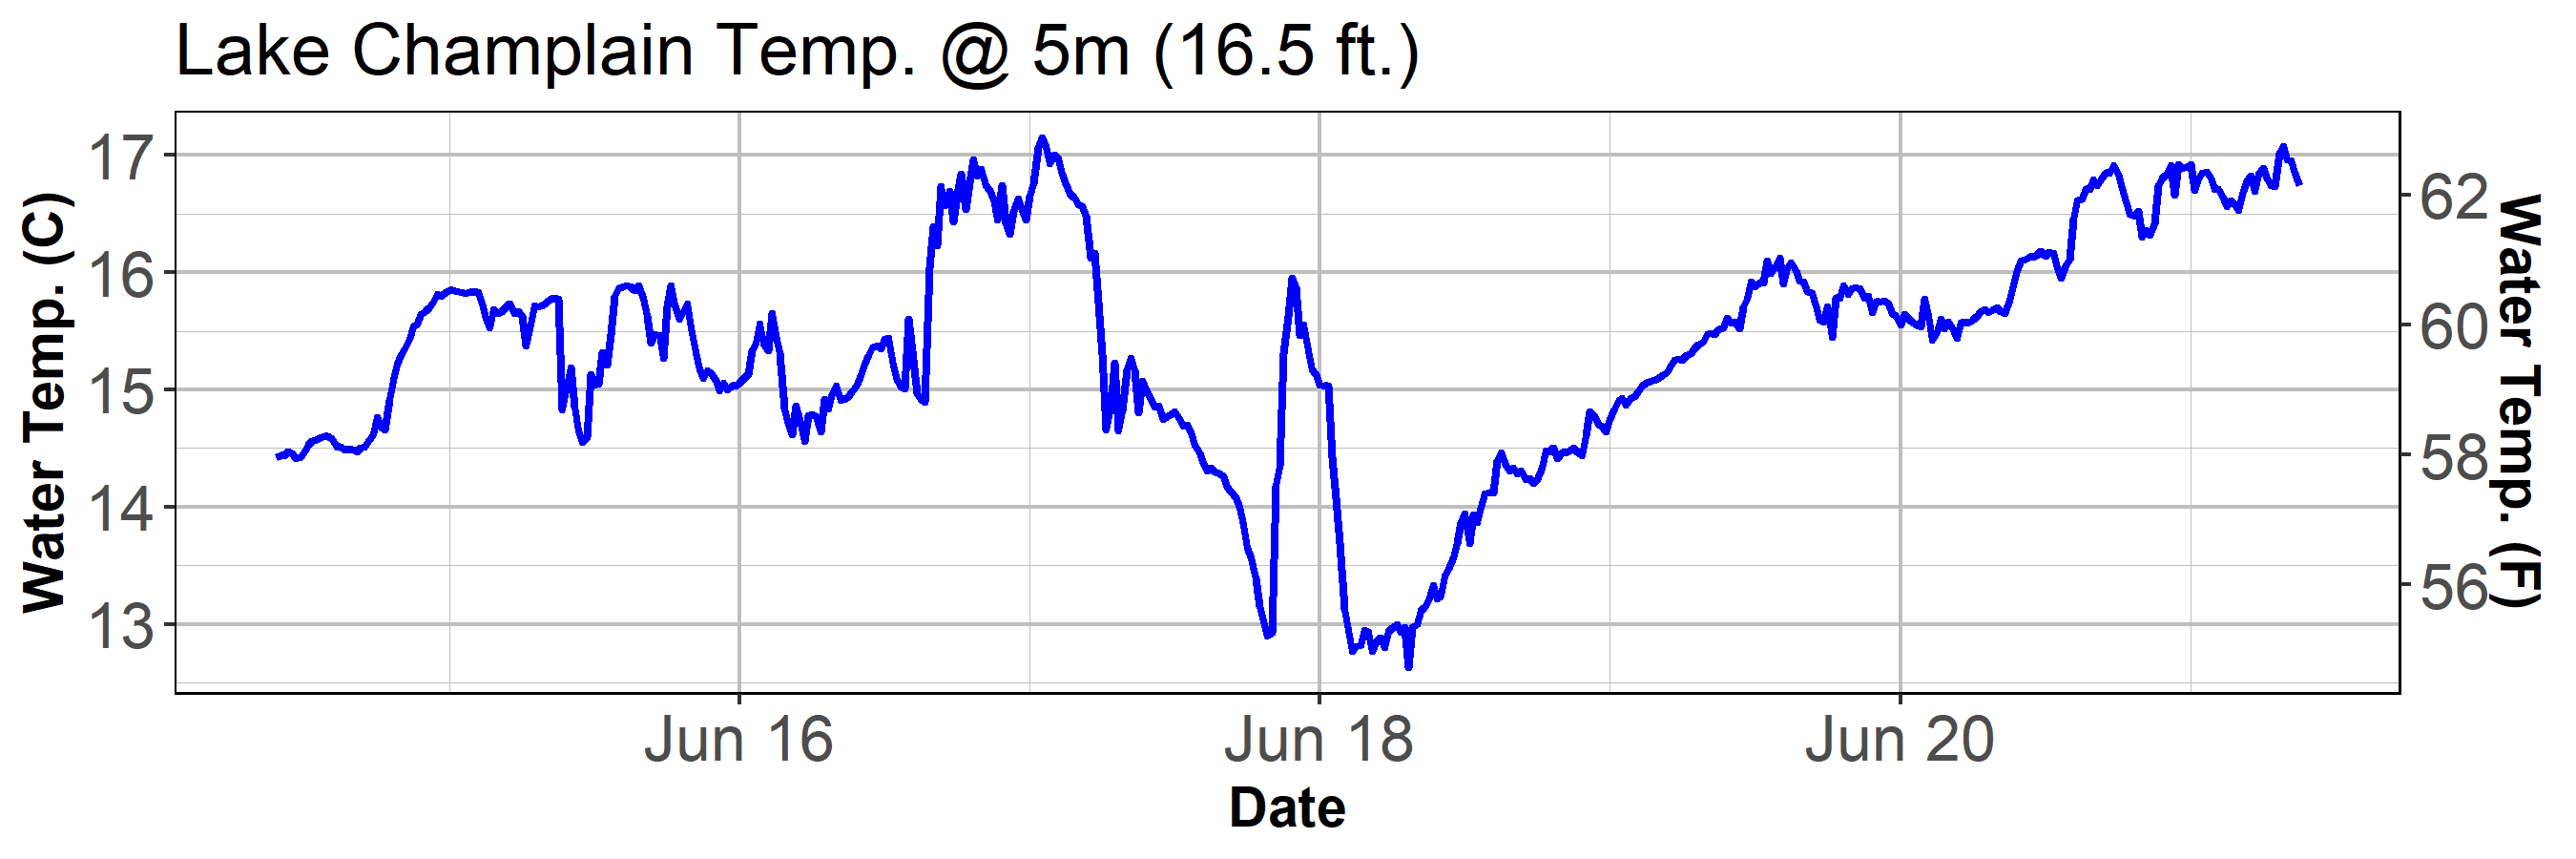 Lake Champlain Temp. @ 5m (16.5 ft.)
Water Temp. (C)
17
16
15
14
13
62
60
58
56
Water Temp. (F)
Jun 16
Jun 18
Jun 20
Date